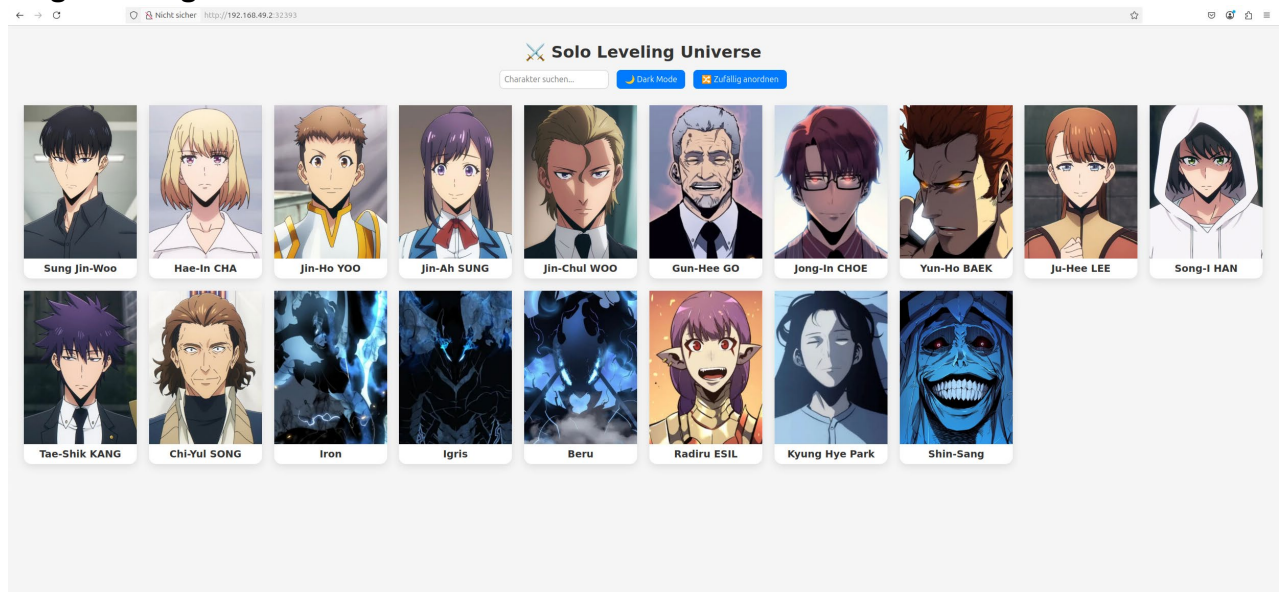 Nicht sicher http://192.168.49.2:32393
⚔️ Solo Leveling Universe
Charakter suchen...
🌙 Dark Mode
🔀 Zufällig anordnen
Sung Jin-Woo
Hae-In CHA
Jin-Ho YOO
Jin-Ah SUNG
Jin-Chul WOO
Gun-Hee GO
Jong-In CHOE
Yun-Ho BAEK
Ju-Hee LEE
Song-I HAN
Tae-Shik KANG
Chi-Yul SONG
Iron
Igris
Beru
Radiru ESIL
Kyung Hye Park
Shin-Sang